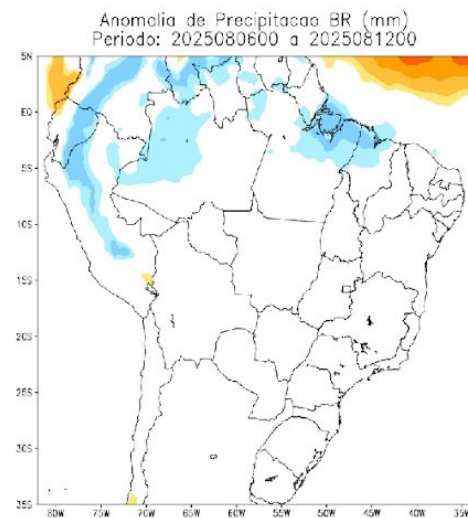 Anomalia de Precipitacao BR (mm)
Periodo: 2025080600 a 2025081200
5N
EQ
5S
10S
15S
20S
25S
30S
35S
80W 75W 70W 65W 60W 55W 50W 45W 40W 35W